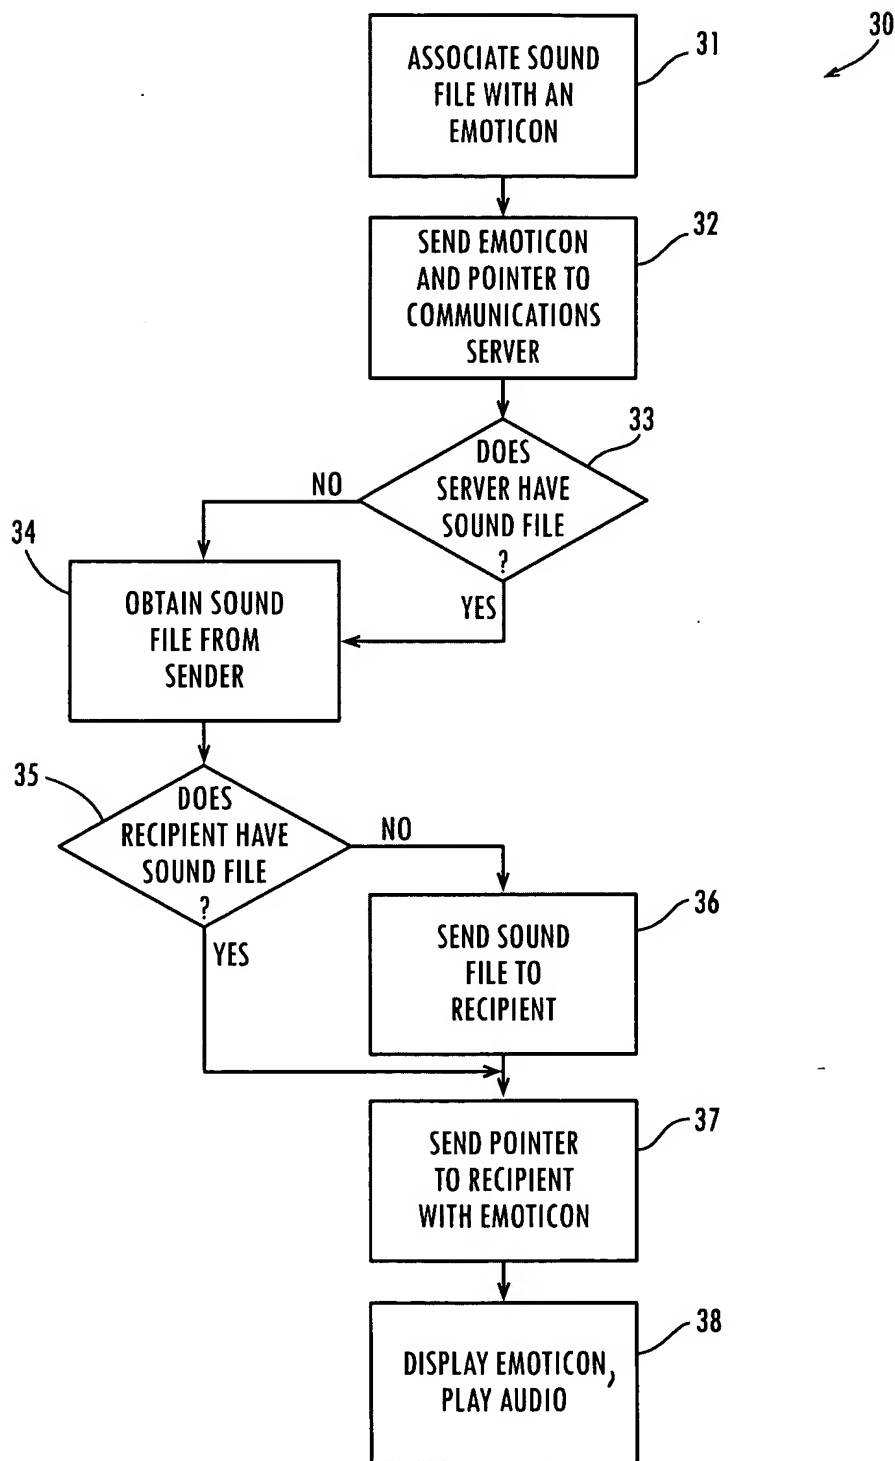 30
31
ASSOCIATE SOUND
FILE WITH AN
EMOTICON
32
SEND EMOTICON
AND POINTER TO
COMMUNICATIONS
SERVER
33
DOES
SERVER HAVE
SOUND FILE
?
NO
YES
34
OBTAIN SOUND
FILE FROM
SENDER
35
DOES
RECIPIENT HAVE
SOUND FILE
?
NO
YES
36
SEND SOUND
FILE TO
RECIPIENT
37
SEND POINTER
TO RECIPIENT
WITH EMOTICON
38
DISPLAY EMOTICON,
PLAY AUDIO